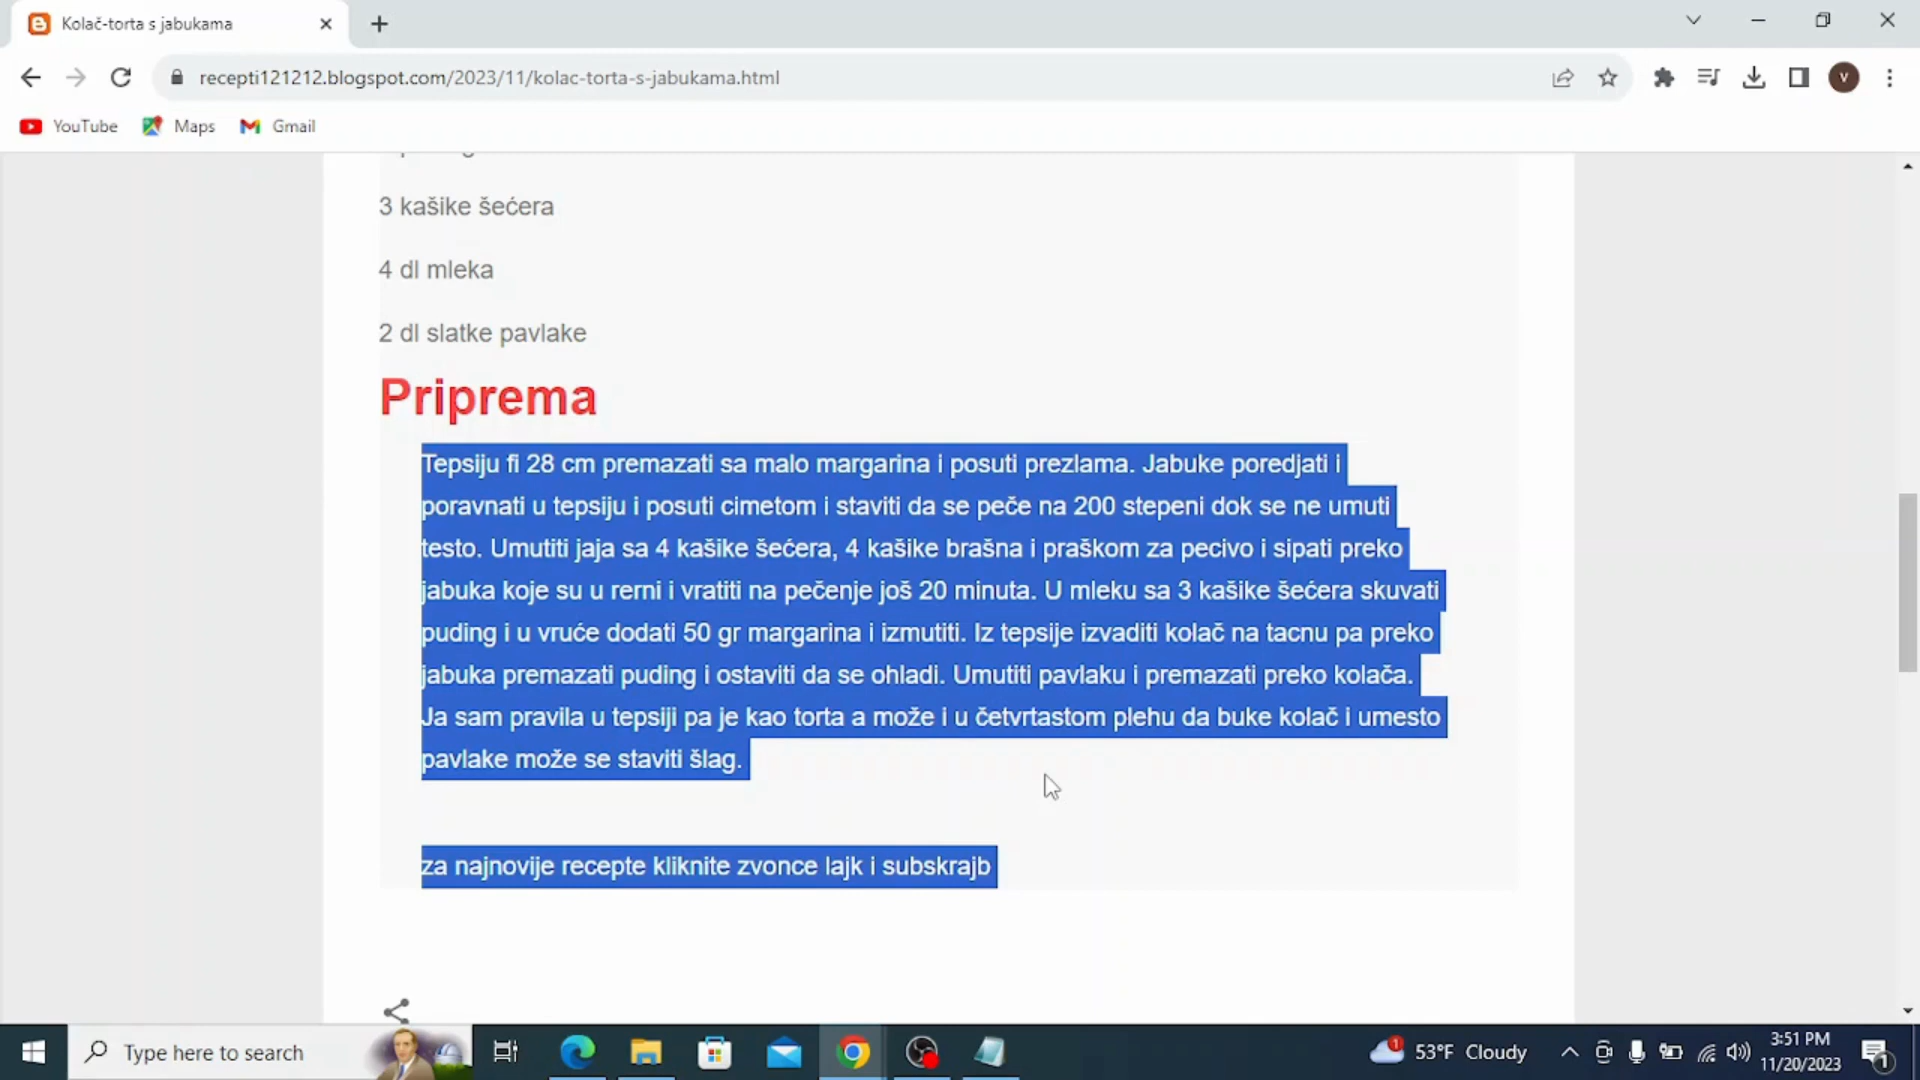 Kolač-torta s jabukama
recepti121212.blogspot.com/2023/11/kolac-torta-s-jabukama.html
V
YouTube
Maps
Gmail
3 kašike šećera
4 dl mleka
2 dl slatke pavlake
Priprema
Tepsiju fi 28 cm premazati sa malo margarina i posuti prezlama. Jabuke poredjati i
poravnati u tepsiju i posuti cimetom i staviti da se peče na 200 stepeni dok se ne umuti
testo. Umutiti jaja sa 4 kašike šećera, 4 kašike brašna i praškom za pecivo i sipati preko
jabuka koje su u rerni i vratiti na pečenje još 20 minuta. U mleku sa 3 kašike šećera skuvati
puding i u vruće dodati 50 gr margarina i izmutiti. Iz tepsije izvaditi kolač na tacnu pa preko
jabuka premazati puding i ostaviti da se ohladi. Umutiti pavlaku i premazati preko kolača.
Ja sam pravila u tepsiji pa je kao torta a može i u četvrtastom plehu da buke kolač i umesto
pavlake može se staviti šlag.
za najnovije recepte kliknite zvonce lajk i subskrajb
Type here to search
1
53°F Cloudy
3:51 PM
11/20/2023
1